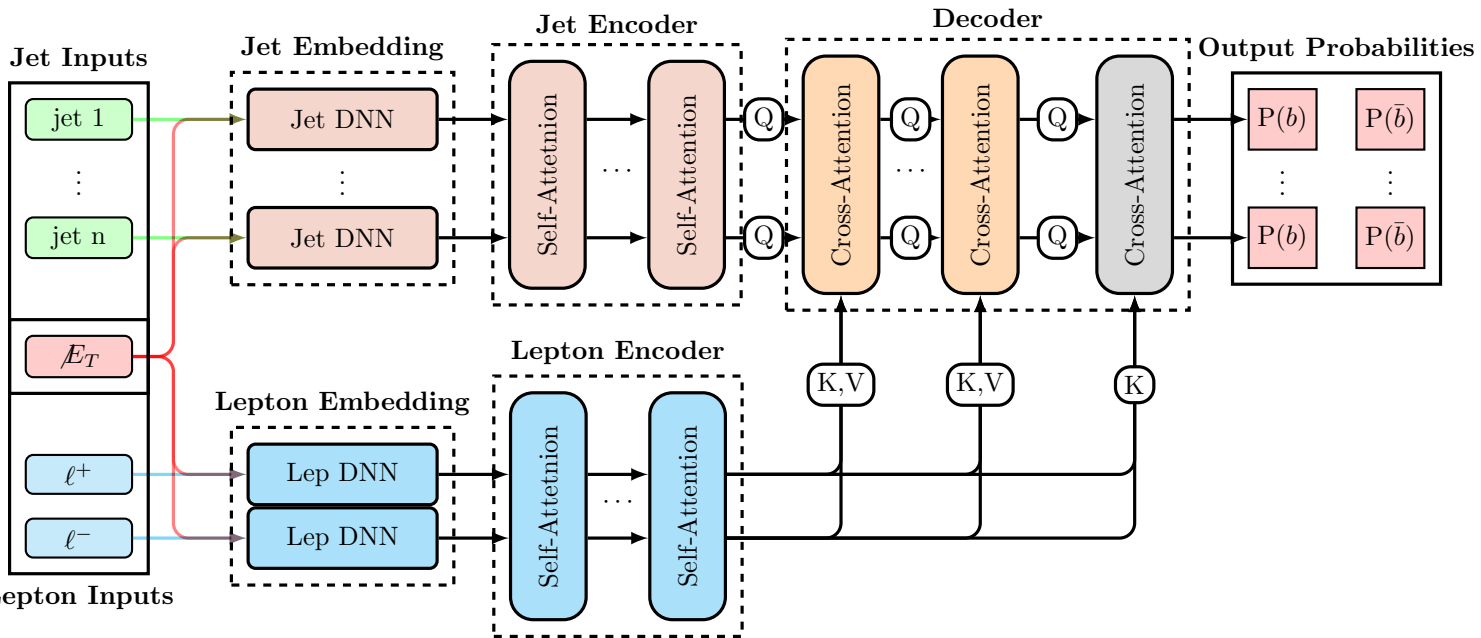 Jet Inputs
jet 1
⋮
jet n
E̸_T
ℓ⁺
ℓ⁻
Lepton Inputs
Jet Embedding
Jet DNN
⋮
Jet DNN
Lepton Embedding
Lep DNN
Lep DNN
Jet Encoder
Self-Attetnion
...
Self-Attention
Lepton Encoder
Self-Attetnion
...
Self-Attention
Q
Q
Decoder
Cross-Attention
Q
...
Q
Cross-Attention
Q
Q
Cross-Attention
K,V
K,V
K
Output Probabilities
P(b) P(b̄)
⋮ ⋮
P(b) P(b̄)